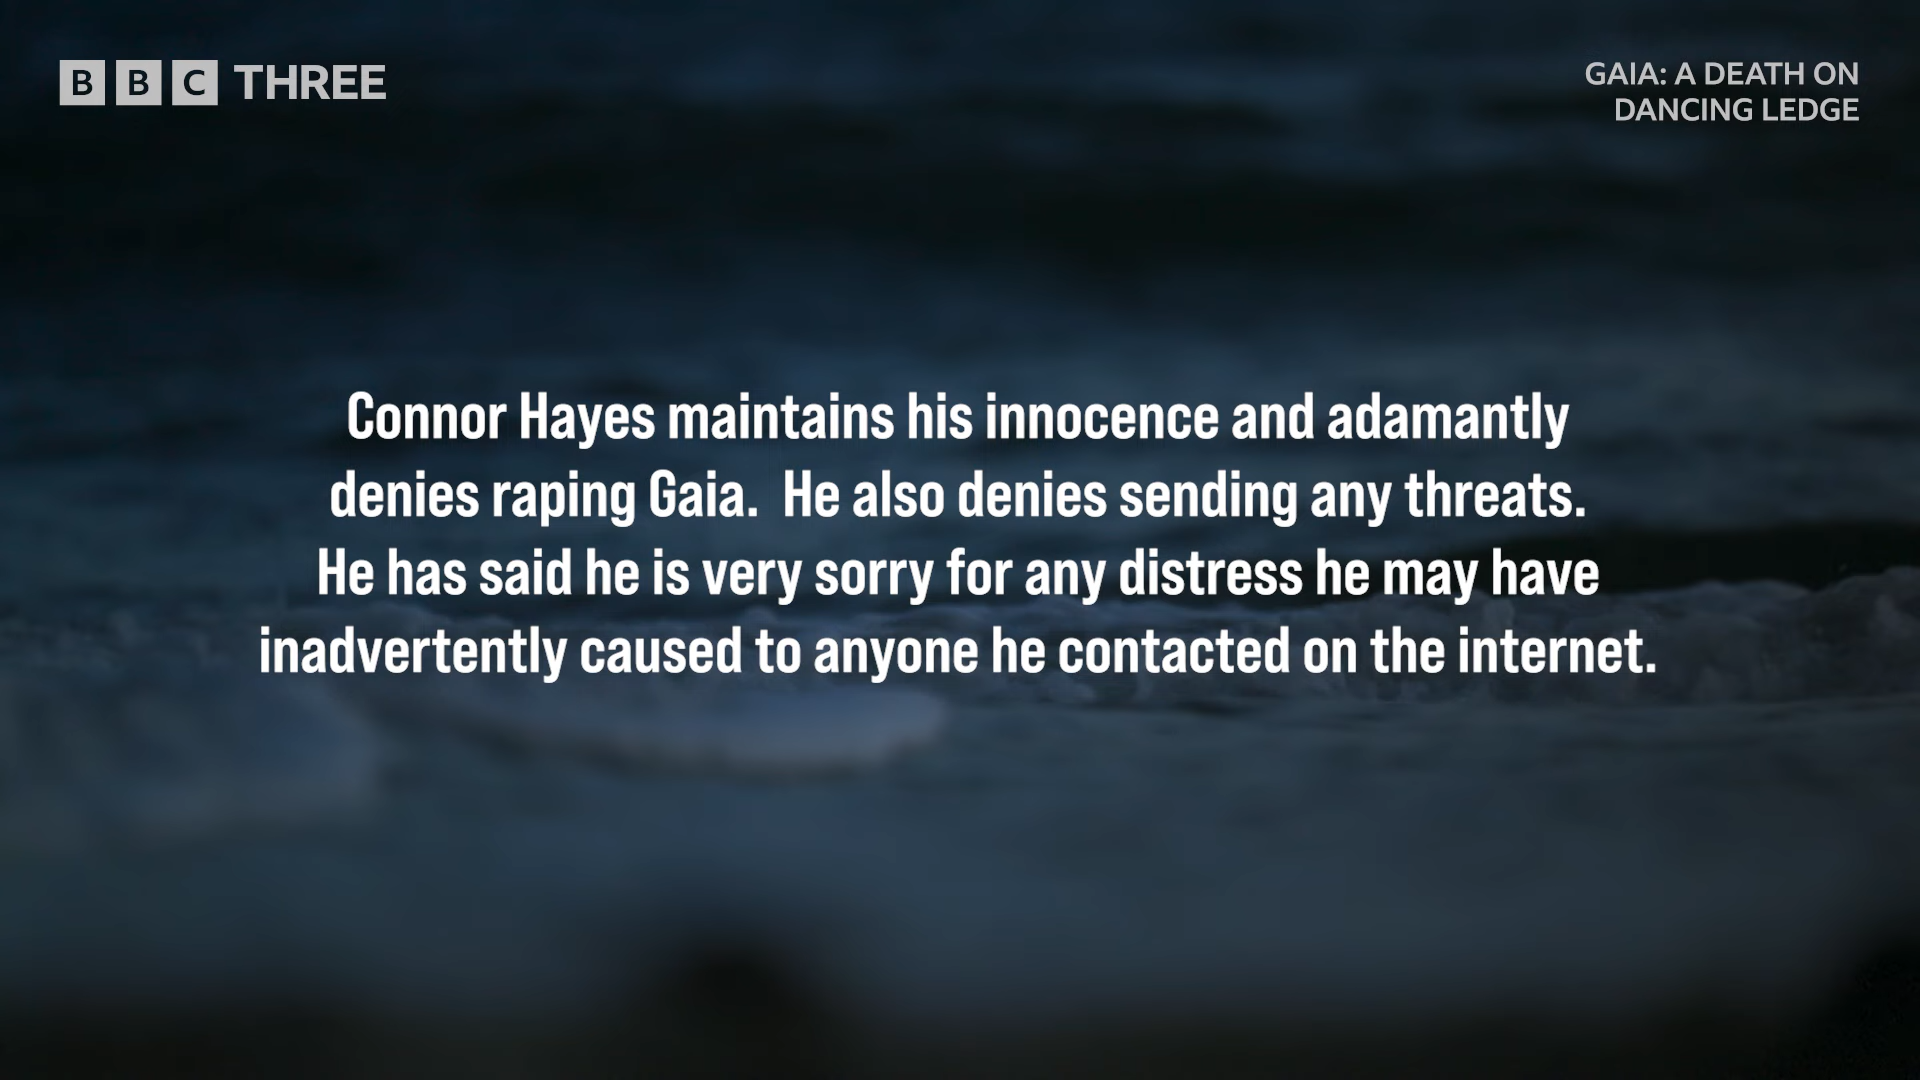 BBC THREE
GAIA: A DEATH ON
DANCING LEDGE
Connor Hayes maintains his innocence and adamantly
denies raping Gaia.  He also denies sending any threats.
He has said he is very sorry for any distress he may have
inadvertently caused to anyone he contacted on the internet.